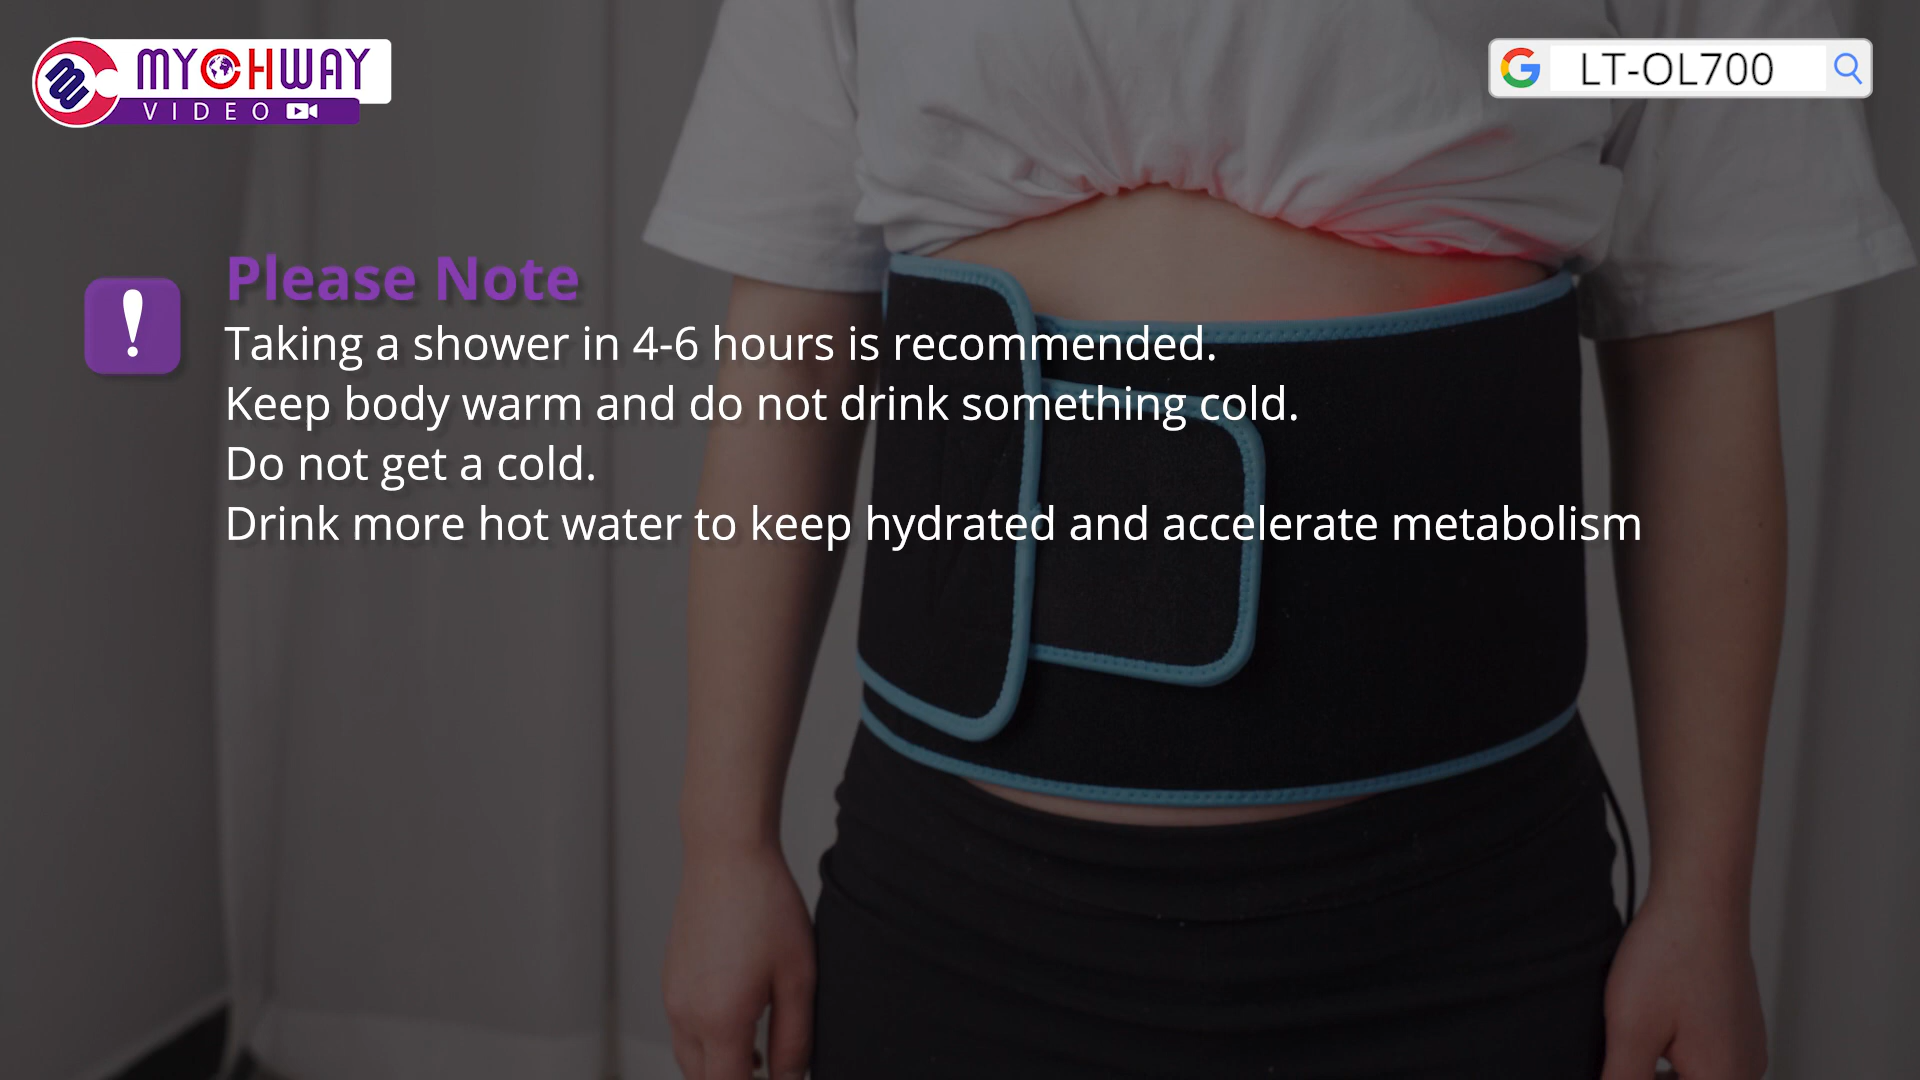 MYCHWAY
VIDEO
LT-OL700
Please Note
Taking a shower in 4-6 hours is recommended.
Keep body warm and do not drink something cold.
Do not get a cold.
Drink more hot water to keep hydrated and accelerate metabolism